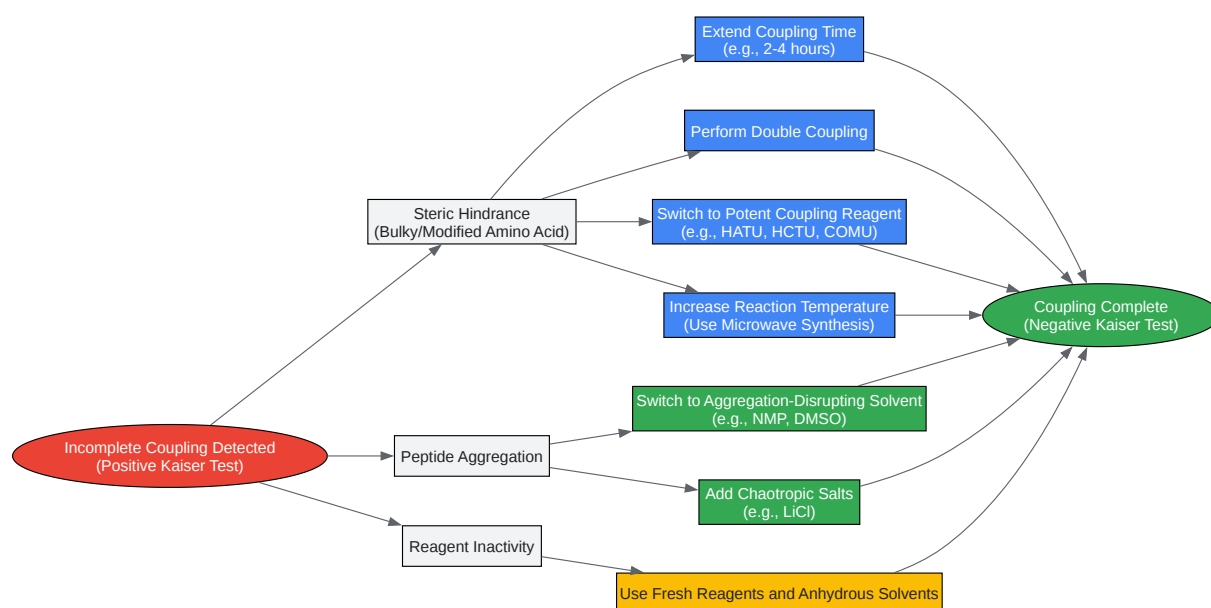 Extend Coupling Time
(e.g., 2-4 hours)
Perform Double Coupling
Steric Hindrance
(Bulky/Modified Amino Acid)
Switch to Potent Coupling Reagent
(e.g., HATU, HCTU, COMU)
Increase Reaction Temperature
(Use Microwave Synthesis)
Coupling Complete
(Negative Kaiser Test)
Switch to Aggregation-Disrupting Solvent
(e.g., NMP, DMSO)
Incomplete Coupling Detected
(Positive Kaiser Test)
Peptide Aggregation
Add Chaotropic Salts
(e.g., LiCl)
Reagent Inactivity
Use Fresh Reagents and Anhydrous Solvents